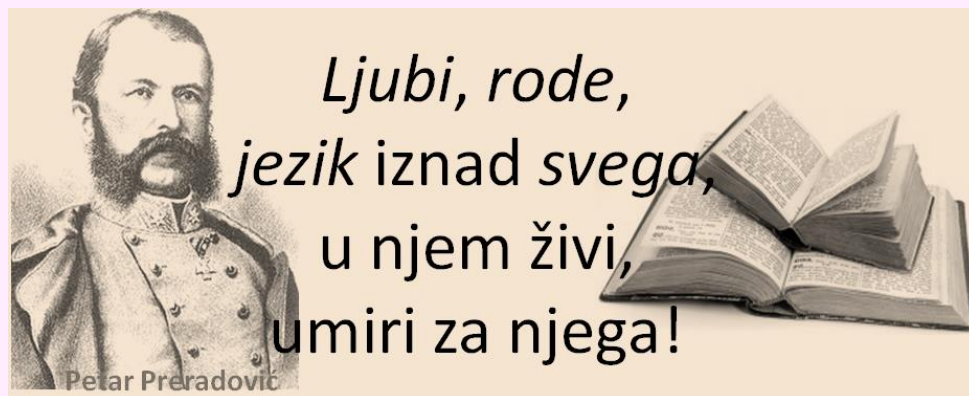 Ljubi, rode,
jezik iznad svega,
u njem živi,
umiri za njega!
Petar Preradović